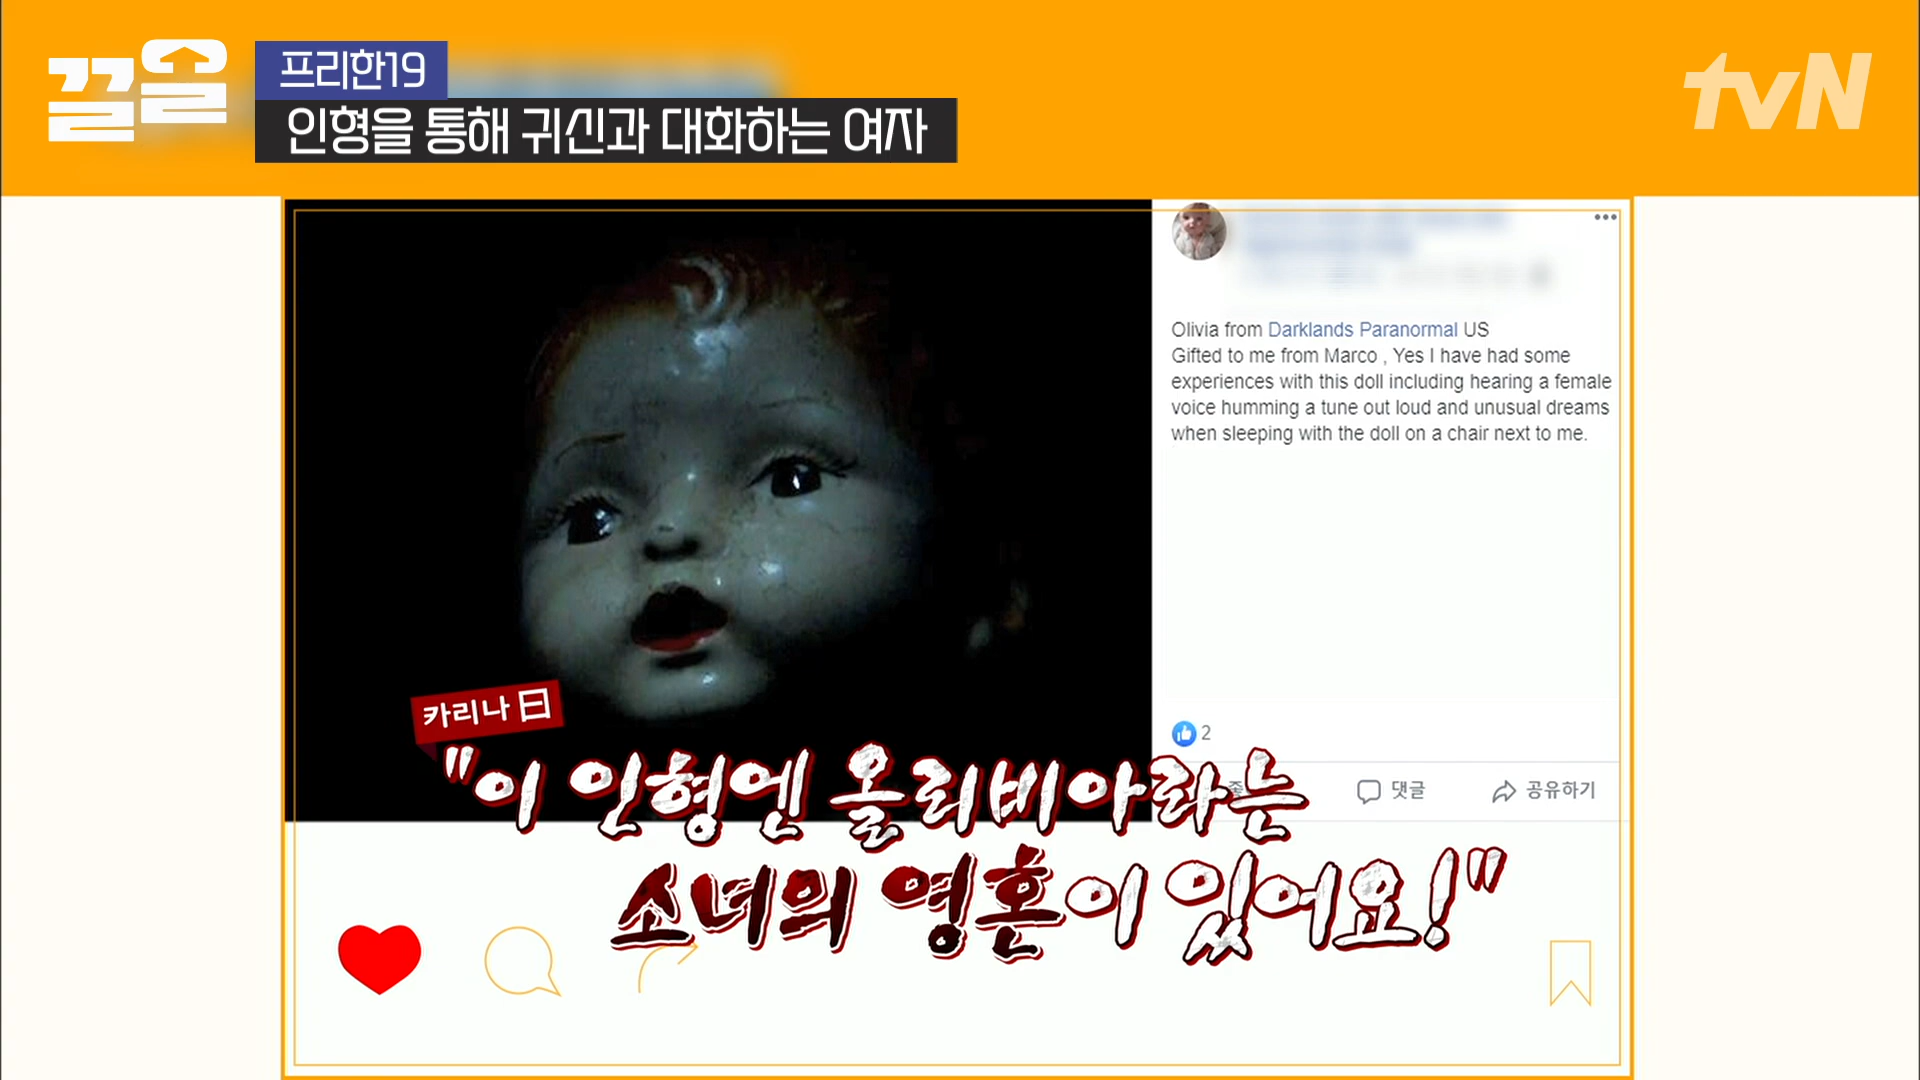 끌올
프리한19
인형을 통해 귀신과 대화하는 여자
tvN
Olivia from Darklands Paranormal US
Gifted to me from Marco , Yes I have had some
experiences with this doll including hearing a female
voice humming a tune out loud and unusual dreams
when sleeping with the doll on a chair next to me.
2
댓글
공유하기
카리나 曰
"이 인형엔 올리비아라는
소녀의 영혼이 있어요!"